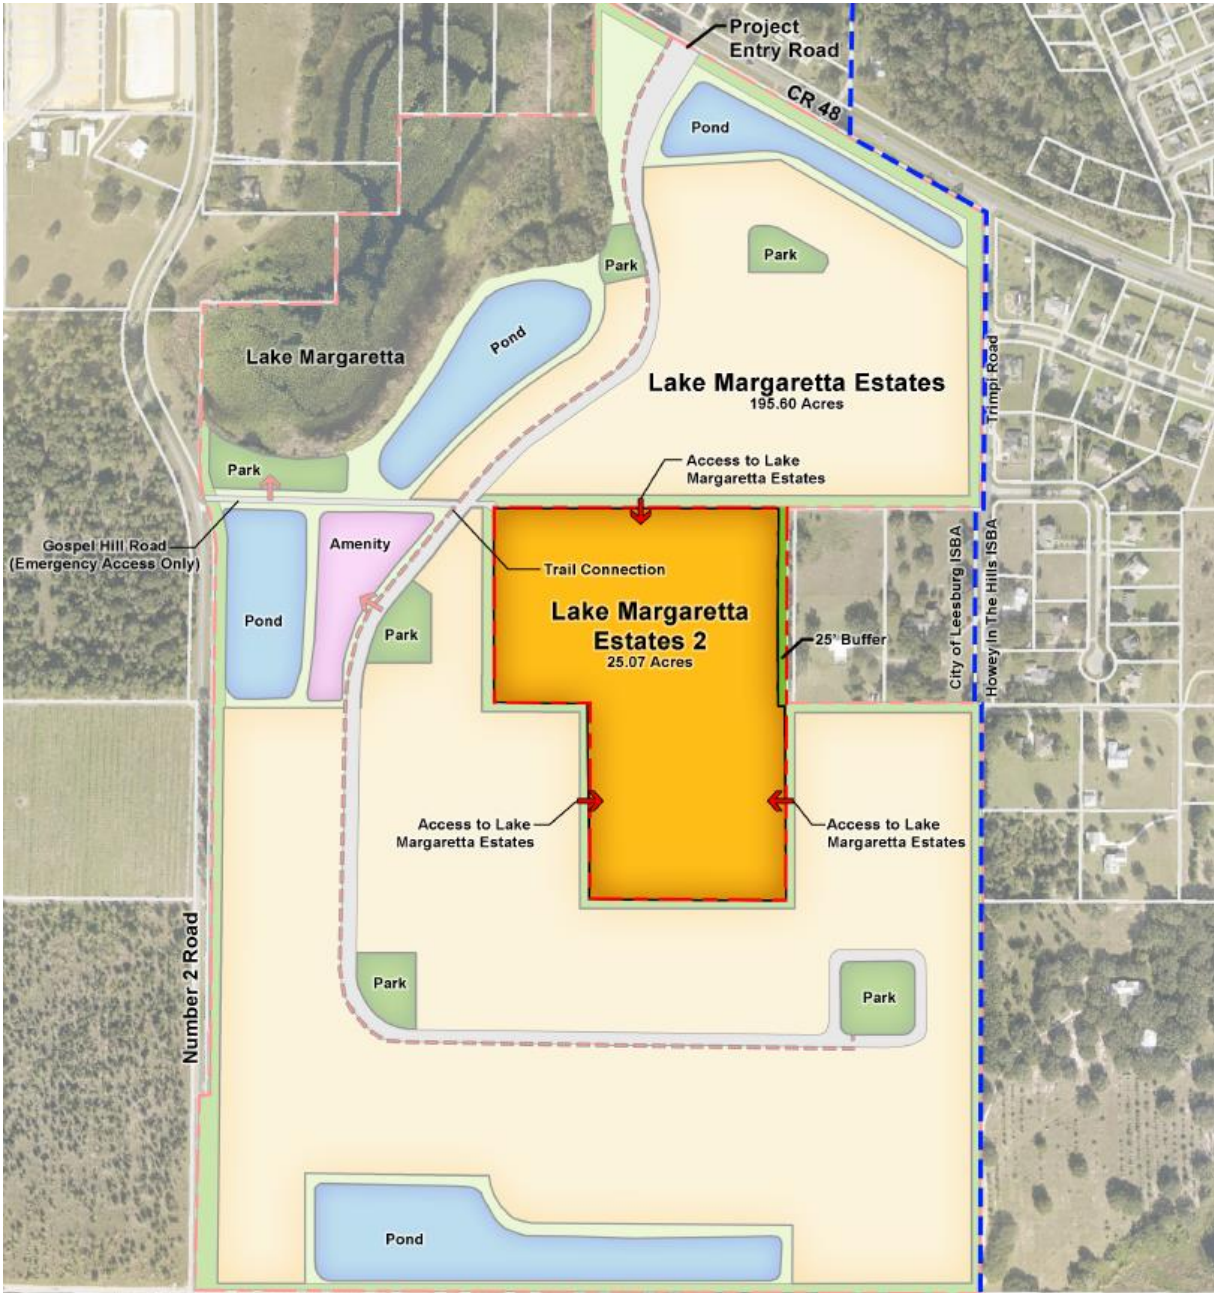 Project
Entry Road
CR 48
Pond
Park
Park
Pond
Lake Margaretta
Lake Margaretta Estates
195.60 Acres
Trimpi Road
Park
Access to Lake
Margaretta Estates
Gospel Hill Road
(Emergency Access Only)
Amenity
Trail Connection
Lake Margaretta
Estates 2
25.07 Acres
Pond
Park
25' Buffer
City of Leesburg ISBA
Howey In The Hills ISBA
Access to Lake
Margaretta Estates
Access to Lake
Margaretta Estates
Number 2 Road
Park
Park
Pond